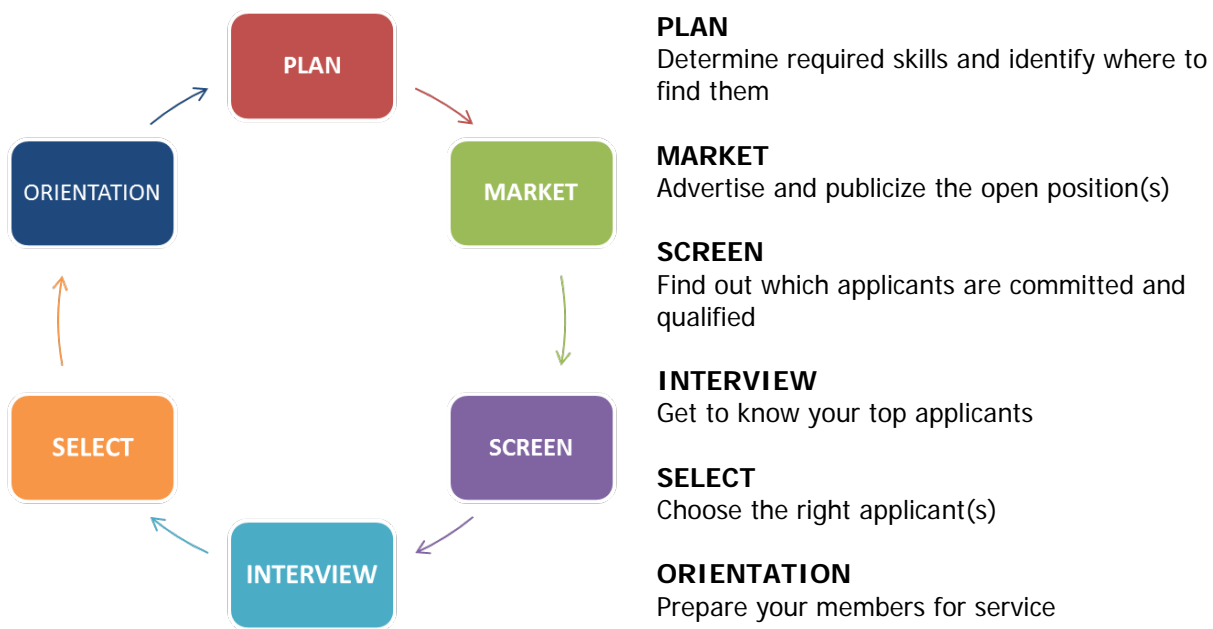 PLAN
MARKET
SCREEN
INTERVIEW
SELECT
ORIENTATION
PLAN
Determine required skills and identify where to
find them
MARKET
Advertise and publicize the open position(s)
SCREEN
Find out which applicants are committed and
qualified
INTERVIEW
Get to know your top applicants
SELECT
Choose the right applicant(s)
ORIENTATION
Prepare your members for service